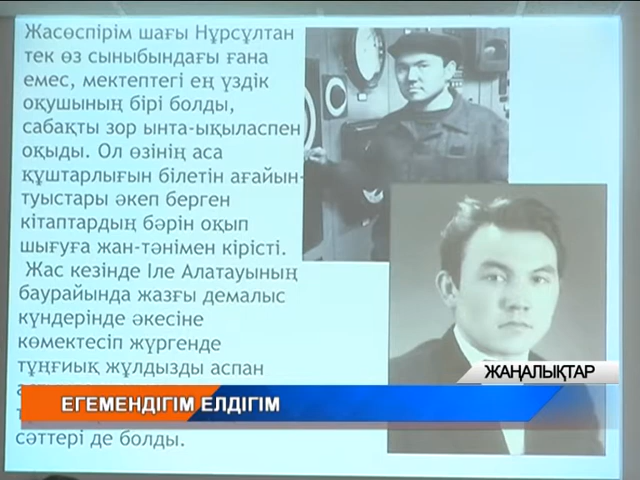 Жасөспірім шағы Нұрсұлтан
тек өз сыныбындағы ғана
емес, мектептегі ең үздік
оқушының бірі болды,
сабақты зор ынта-ықыласпен
оқыды. Ол өзінің аса
құштарлығын білетін ағайын-
туыстары әкеп берген
кітаптардың бәрін оқып
шығуға жан-тәнімен кірісті.
Жас кезінде Іле Алатауының
баурайында жазғы демалыс
күндерінде әкесіне
көмектесіп жүргенде
тұңғиық жұлдызды аспан
сәттері де болды.
ЖАҢАЛЫҚТАР
ЕГЕМЕНДІГІМ ЕЛДІГІМ